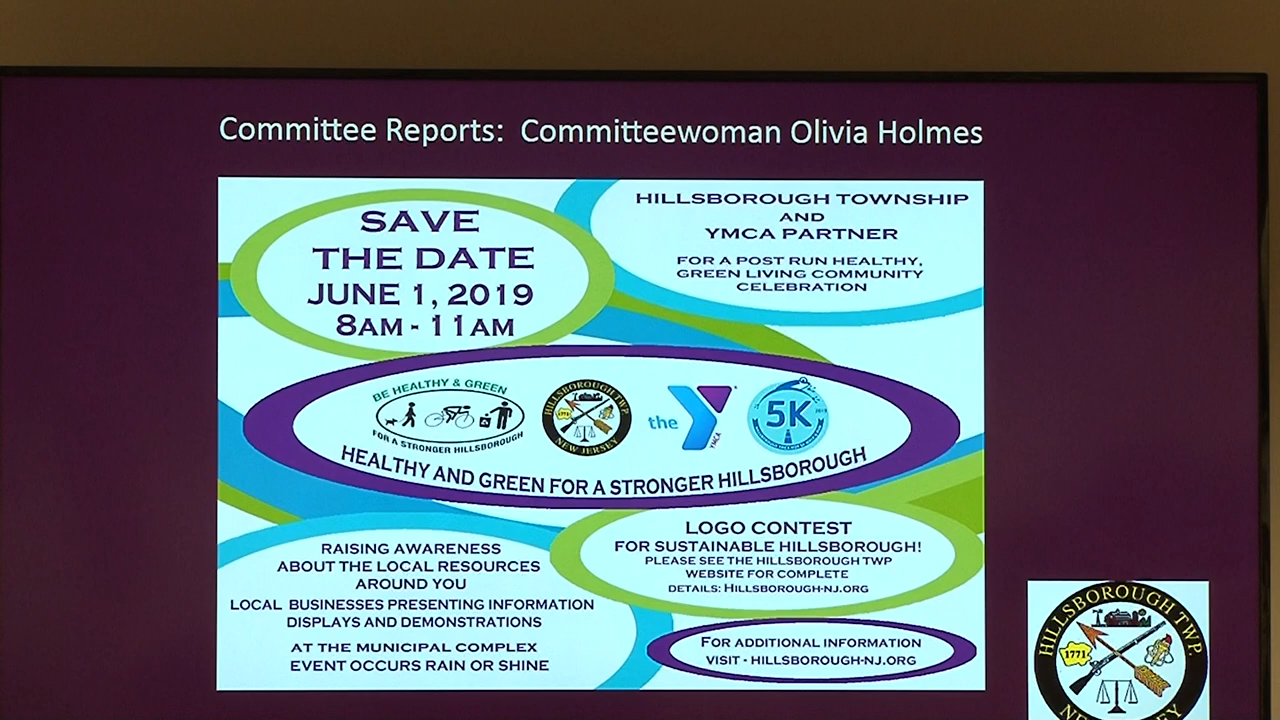 Committee Reports:  Committeewoman Olivia Holmes
SAVE
THE DATE
JUNE 1, 2019
8AM - 11AM
HILLSBOROUGH TOWNSHIP
AND
YMCA PARTNER
FOR A POST RUN HEALTHY,
GREEN LIVING COMMUNITY
CELEBRATION
BE HEALTHY & GREEN
FOR A STRONGER HILLSBOROUGH
HILLSBOROUGH TWP.
1771
NEW JERSEY
the Y
YMCA
5K
2019
HEALTHY AND GREEN FOR A STRONGER HILLSBOROUGH
RAISING AWARENESS
ABOUT THE LOCAL RESOURCES
AROUND YOU
LOCAL BUSINESSES PRESENTING INFORMATION
DISPLAYS AND DEMONSTRATIONS
AT THE MUNICIPAL COMPLEX
EVENT OCCURS RAIN OR SHINE
LOGO CONTEST
FOR SUSTAINABLE HILLSBOROUGH!
PLEASE SEE THE HILLSBOROUGH TWP
WEBSITE FOR COMPLETE
DETAILS: HILLSBOROUGH-NJ.ORG
FOR ADDITIONAL INFORMATION
VISIT - HILLSBOROUGH-NJ.ORG
HILLSBOROUGH TWP.
1771
NEW JERSEY